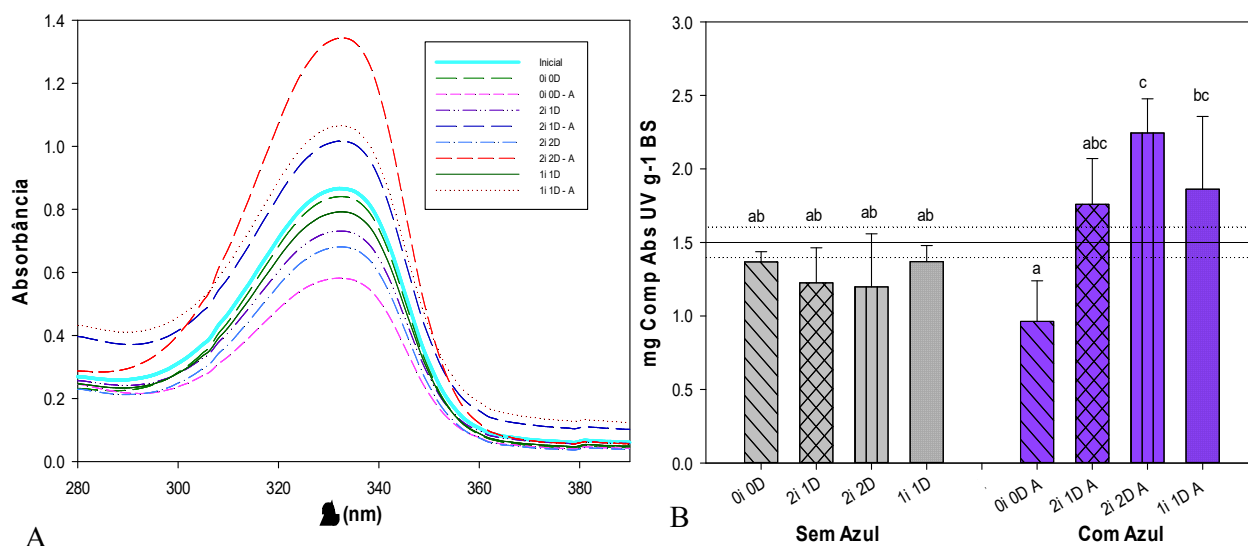 1.4
1.2
1.0
0.8
0.6
0.4
0.2
0.0
Absorbância
280
300
320
340
360
380
(nm)
Inicial
0i 0D
0i 0D - A
2i 1D
2i 1D - A
2i 2D
2i 2D - A
1i 1D
1i 1D - A
A
3.0
2.5
2.0
1.5
1.0
0.5
0.0
mg Comp Abs UV g-1 BS
ab
ab
ab
ab
a
abc
c
bc
0i 0D
2i 1D
2i 2D
1i 1D
.
0i 0D A
2i 1D A
2i 2D A
1i 1D A
Sem Azul
Com Azul
B